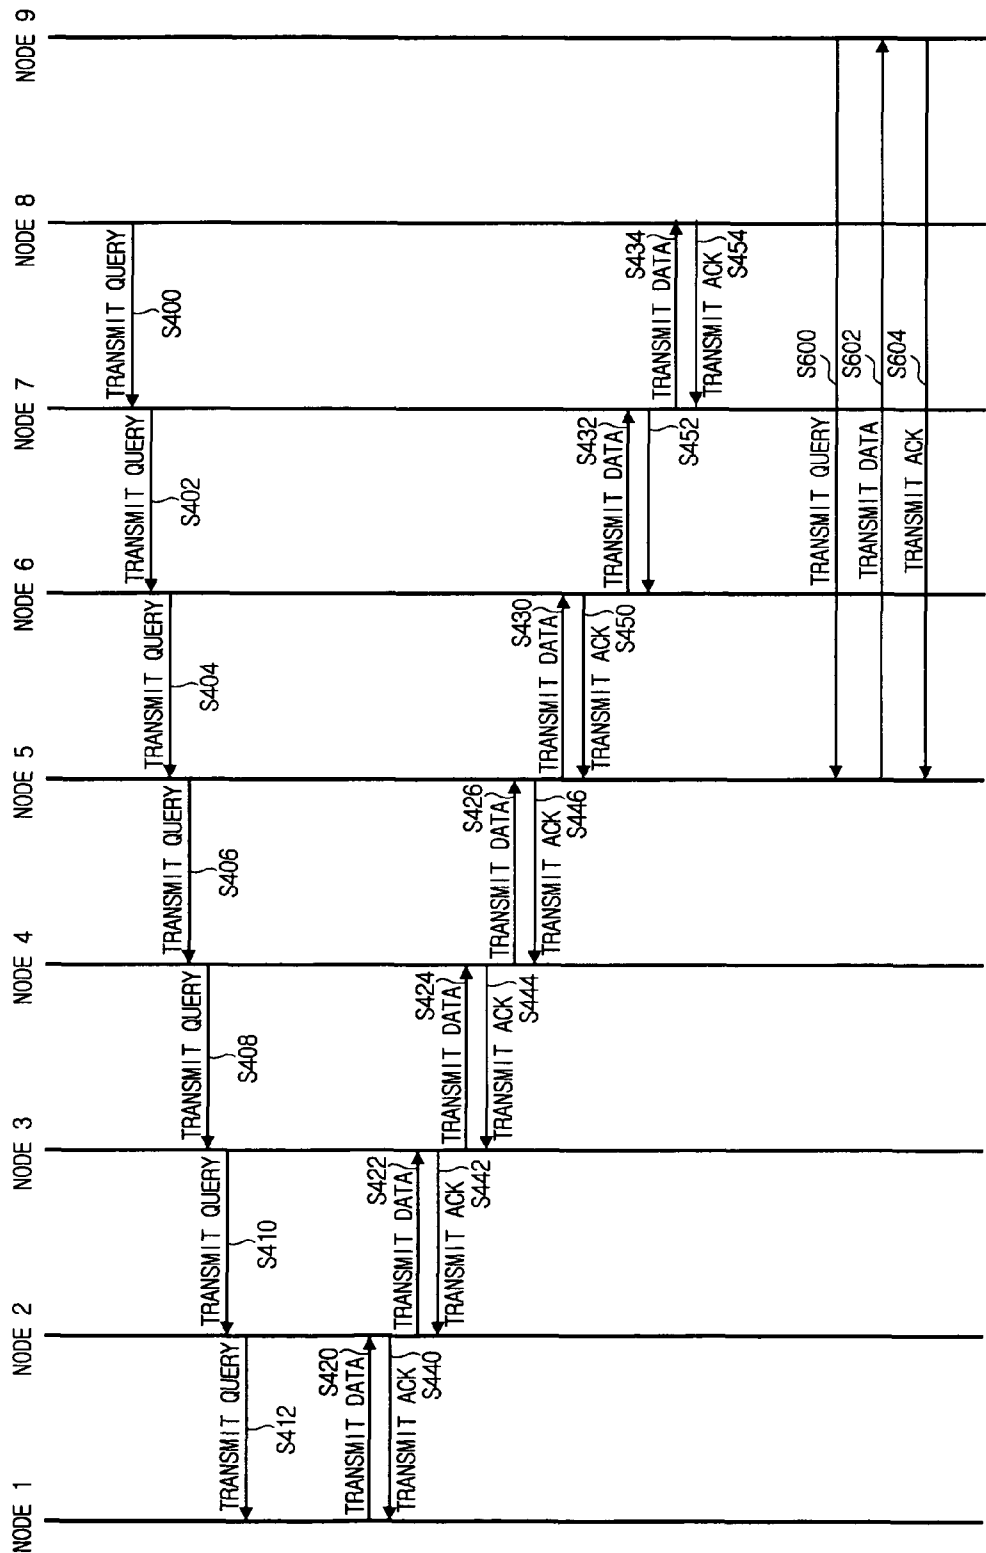 NODE 1
NODE 2
NODE 3
NODE 4
NODE 5
NODE 6
NODE 7
NODE 8
NODE 9
TRANSMIT QUERY
S400
TRANSMIT QUERY
S402
TRANSMIT QUERY
S404
TRANSMIT QUERY
S406
TRANSMIT QUERY
S408
TRANSMIT QUERY
S410
TRANSMIT QUERY
S412
S420
TRANSMIT DATA
TRANSMIT ACK
S440
S422
TRANSMIT DATA
TRANSMIT ACK
S442
S424
TRANSMIT DATA
TRANSMIT ACK
S444
S426
TRANSMIT DATA
TRANSMIT ACK
S446
S430
TRANSMIT DATA
TRANSMIT ACK
S450
S432
TRANSMIT DATA
S452
S434
TRANSMIT DATA
TRANSMIT ACK
S454
TRANSMIT QUERY
S600
TRANSMIT DATA
S602
TRANSMIT ACK
S604